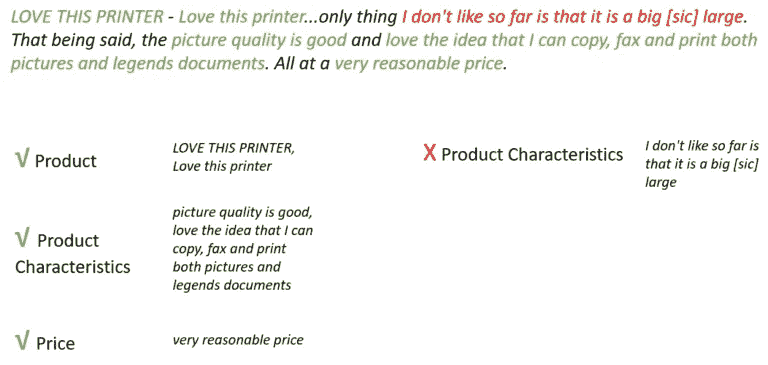 LOVE THIS PRINTER - Love this printer...only thing I don't like so far is that it is a big [sic] large.
That being said, the picture quality is good and love the idea that I can copy, fax and print both
pictures and legends documents. All at a very reasonable price.
√ Product
LOVE THIS PRINTER,
Love this printer
X Product Characteristics
I don't like so far is
that it is a big [sic]
large
√ Product
Characteristics
picture quality is good,
love the idea that I can
copy, fax and print
both pictures and
legends documents
√ Price
very reasonable price